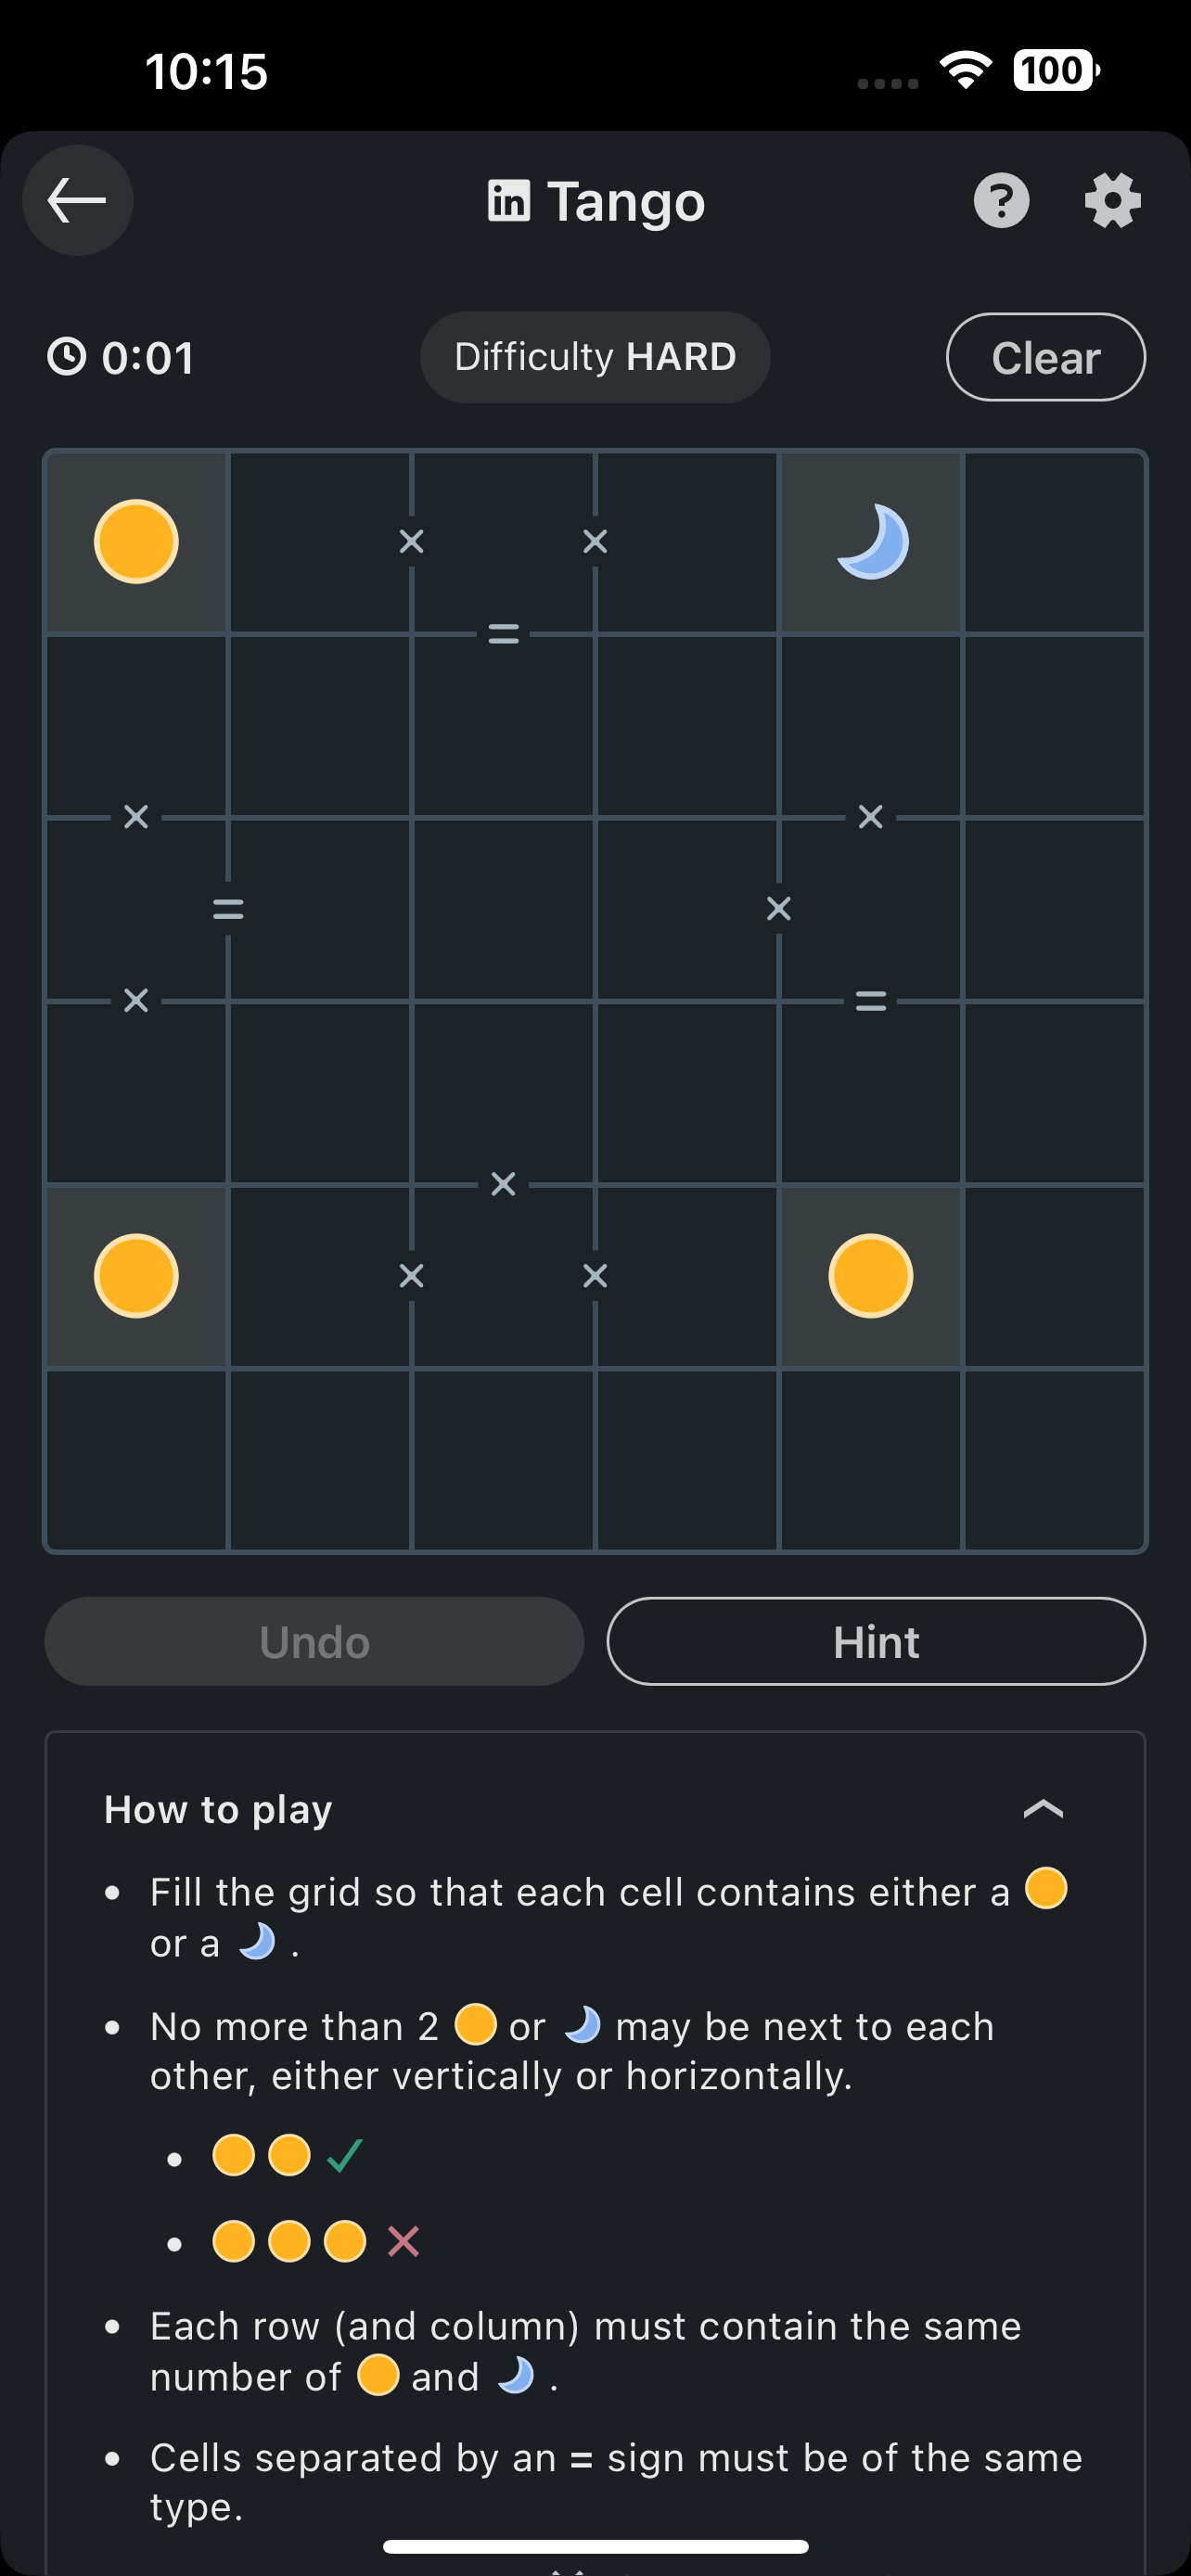 10:15
100
in Tango
?
0:01
Difficulty HARD
Clear
× ×
=
× ×
= ×
× =
×
× ×
Undo
Hint
How to play
• Fill the grid so that each cell contains either a
or a .
• No more than 2 or may be next to each
other, either vertically or horizontally.
• Each row (and column) must contain the same
number of and .
• Cells separated by an = sign must be of the same
type.